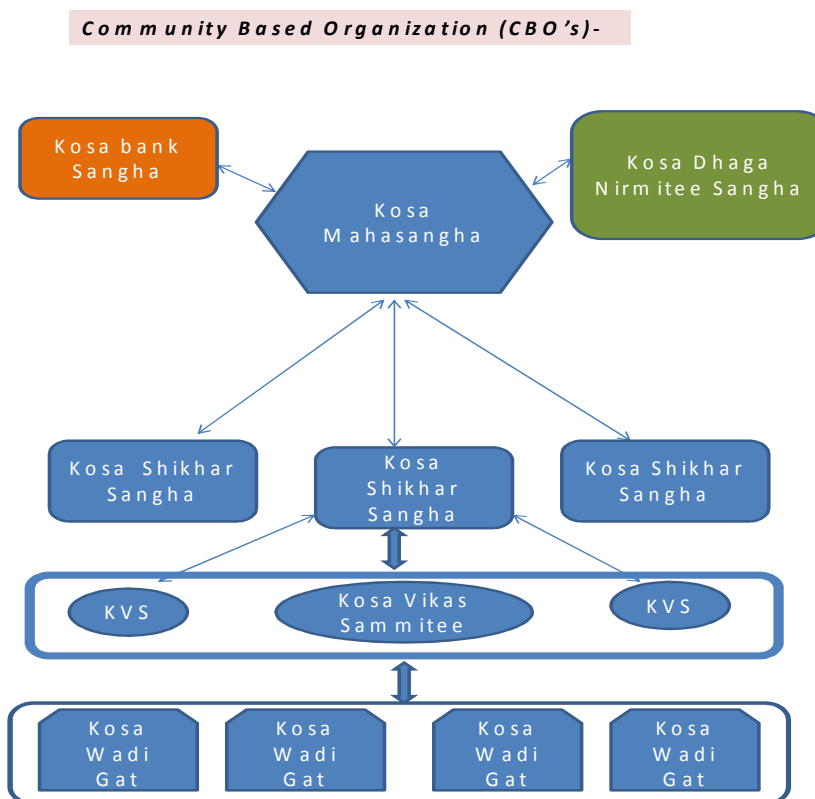 Community Based Organization (CBO's)-
Kosa bank
Sangha
Kosa Dhaga
Nirmitee Sangha
Kosa
Mahasangha
Kosa Shikhar
Sangha
Kosa
Shikhar
Sangha
Kosa Shikhar
Sangha
KVS
Kosa Vikas
Sammitee
KVS
Kosa
Wadi
Gat
Kosa
Wadi
Gat
Kosa
Wadi
Gat
Kosa
Wadi
Gat